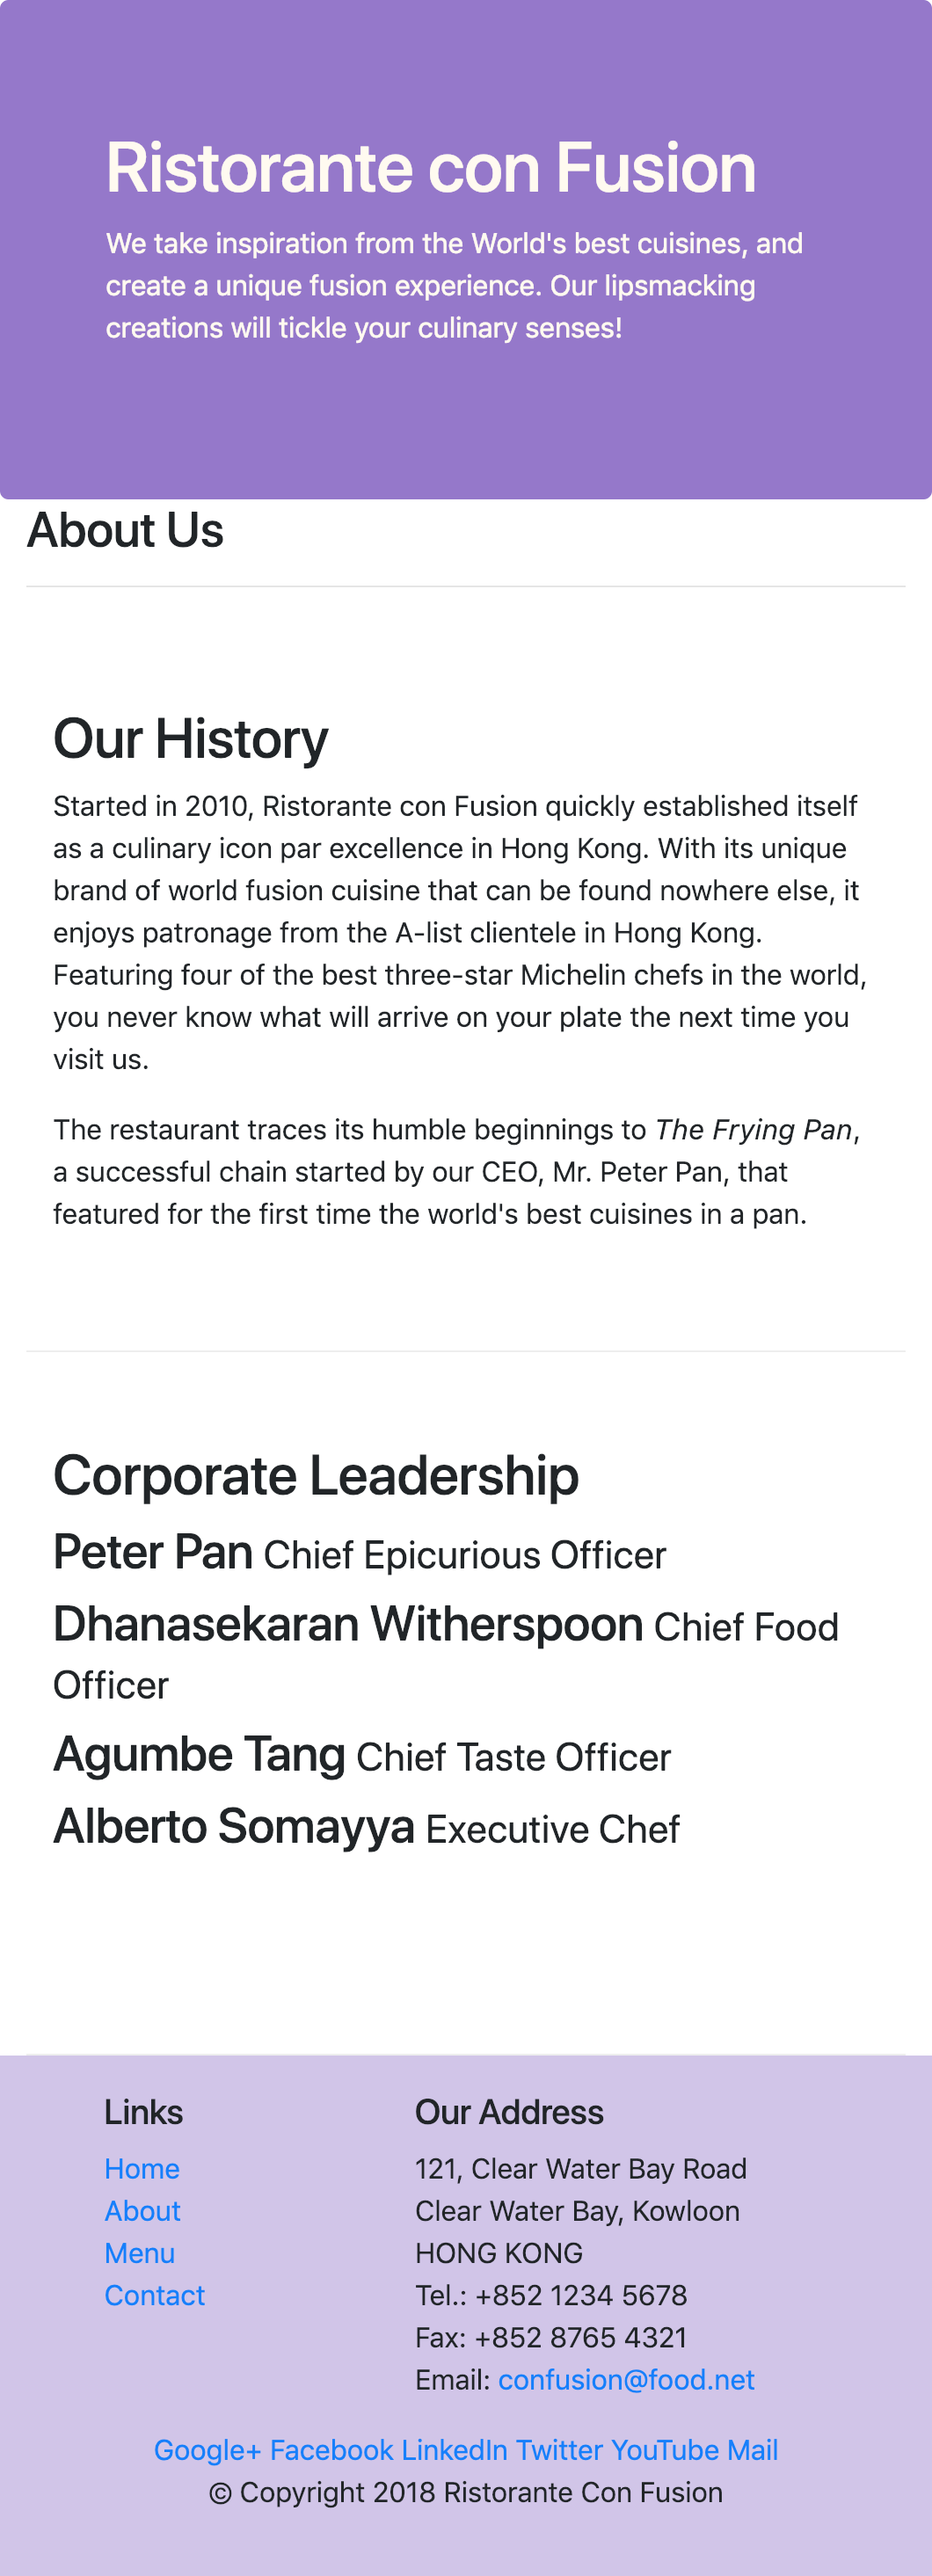 Ristorante con Fusion
We take inspiration from the World's best cuisines, and
create a unique fusion experience. Our lipsmacking
creations will tickle your culinary senses!
About Us
Our History
Started in 2010, Ristorante con Fusion quickly established itself
as a culinary icon par excellence in Hong Kong. With its unique
brand of world fusion cuisine that can be found nowhere else, it
enjoys patronage from the A-list clientele in Hong Kong.
Featuring four of the best three-star Michelin chefs in the world,
you never know what will arrive on your plate the next time you
visit us.
The restaurant traces its humble beginnings to The Frying Pan,
a successful chain started by our CEO, Mr. Peter Pan, that
featured for the first time the world's best cuisines in a pan.
Corporate Leadership
Peter Pan Chief Epicurious Officer
Dhanasekaran Witherspoon Chief Food
Officer
Agumbe Tang Chief Taste Officer
Alberto Somayya Executive Chef
Links
Home
About
Menu
Contact
Our Address
121, Clear Water Bay Road
Clear Water Bay, Kowloon
HONG KONG
Tel.: +852 1234 5678
Fax: +852 8765 4321
Email: confusion@food.net
Google+ Facebook LinkedIn Twitter YouTube Mail
© Copyright 2018 Ristorante Con Fusion